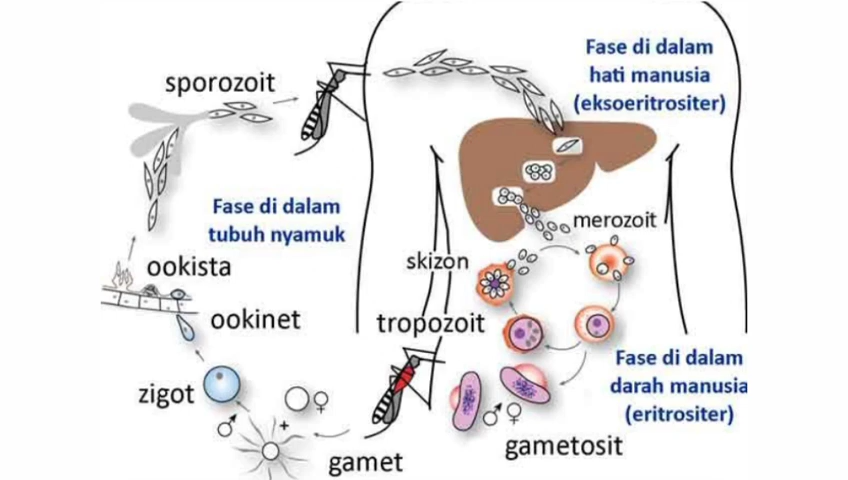 Fase di dalam
hati manusia
(eksoeritrositer)
sporozoit
Fase di dalam
tubuh nyamuk
merozoit
ookista
skizon
ookinet
tropozoit
Fase di dalam
darah manusia
(eritrositer)
zigot
♀
♂
+
♂ ♀
gametosit
gamet